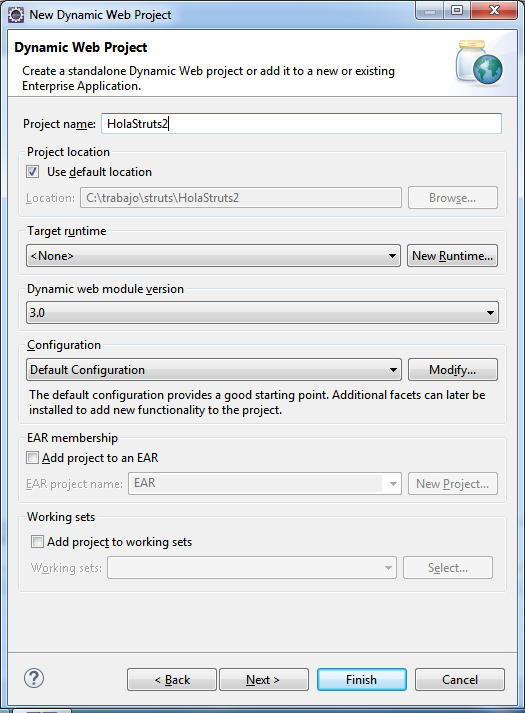 New Dynamic Web Project
Dynamic Web Project
Create a standalone Dynamic Web project or add it to a new or existing
Enterprise Application.
Project name: HolaStruts2
Project location
Use default location
Location: C:\trabajo\struts\HolaStruts2 Browse...
Target runtime
<None> New Runtime...
Dynamic web module version
3.0
Configuration
Default Configuration Modify...
The default configuration provides a good starting point. Additional facets can later be
installed to add new functionality to the project.
EAR membership
Add project to an EAR
EAR project name: EAR New Project...
Working sets
Add project to working sets
Working sets: Select...
? < Back Next > Finish Cancel